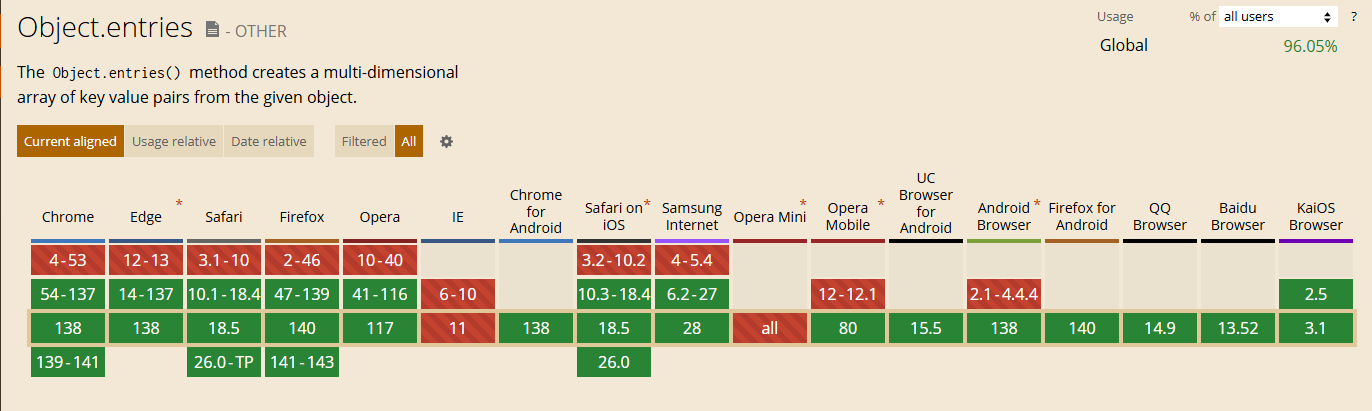 Object.entries - OTHER
Usage % of all users ?
Global 96.05%
The Object.entries() method creates a multi-dimensional
array of key value pairs from the given object.
Current aligned Usage relative Date relative Filtered All
Chrome Edge * Safari Firefox Opera IE Chrome for Android Safari on iOS * Samsung Internet Opera Mini * Opera Mobile * UC Browser for Android Android Browser * Firefox for Android QQ Browser Baidu Browser KaiOS Browser
4-53 12-13 3.1-10 2-46 10-40 3.2-10.2 4-5.4
54-137 14-137 10.1-18.4 47-139 41-116 6-10 10.3-18.4 6.2-27 12-12.1 2.1-4.4.4 2.5
138 138 18.5 140 117 11 138 18.5 28 all 80 15.5 138 140 14.9 13.52 3.1
139-141 26.0-TP 141-143 26.0